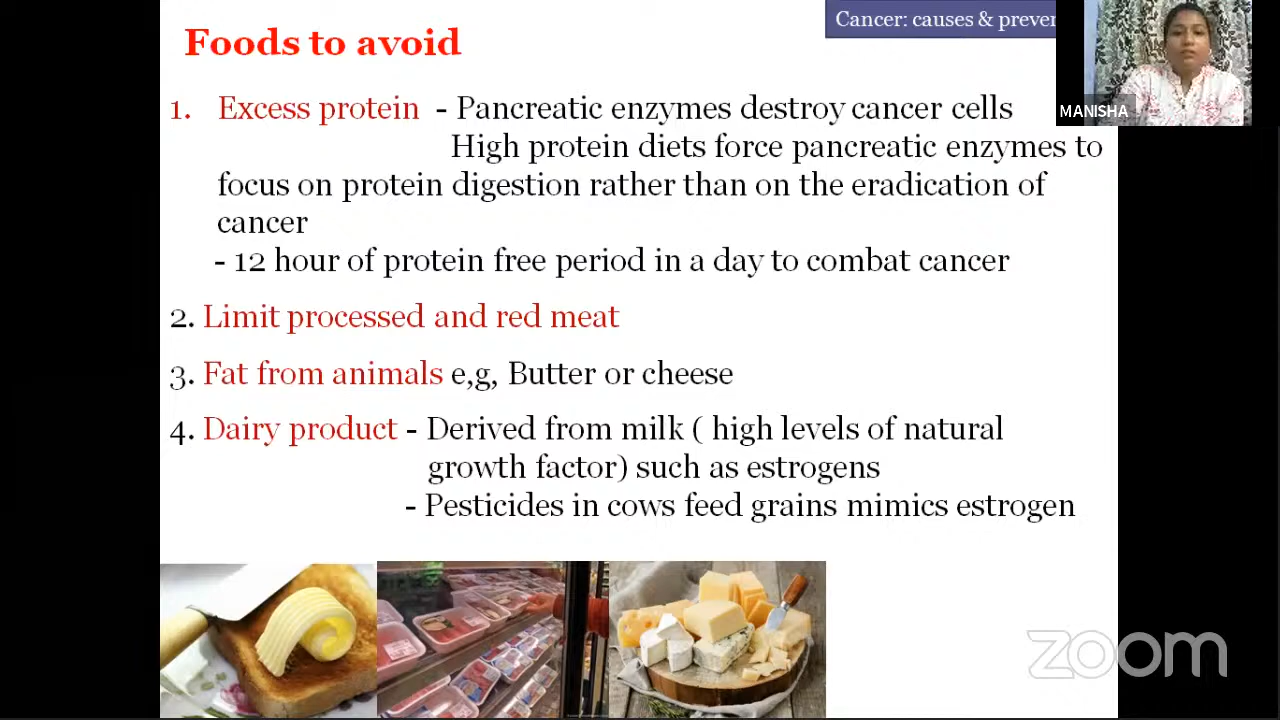 Cancer: causes & preven
Foods to avoid
MANISHA
1. Excess protein - Pancreatic enzymes destroy cancer cells
High protein diets force pancreatic enzymes to
focus on protein digestion rather than on the eradication of
cancer
- 12 hour of protein free period in a day to combat cancer
2. Limit processed and red meat
3. Fat from animals e,g, Butter or cheese
4. Dairy product - Derived from milk ( high levels of natural
growth factor) such as estrogens
- Pesticides in cows feed grains mimics estrogen
zoom